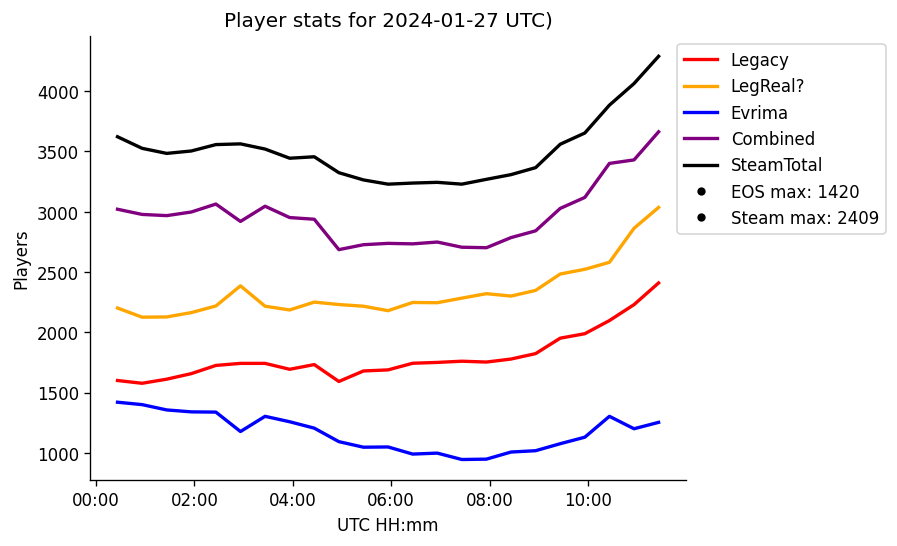 Player stats for 2024-01-27 UTC)
Players
4000
3500
3000
2500
2000
1500
1000
00:00 02:00 04:00 06:00 08:00 10:00
UTC HH:mm
Legacy
LegReal?
Evrima
Combined
SteamTotal
EOS max: 1420
Steam max: 2409